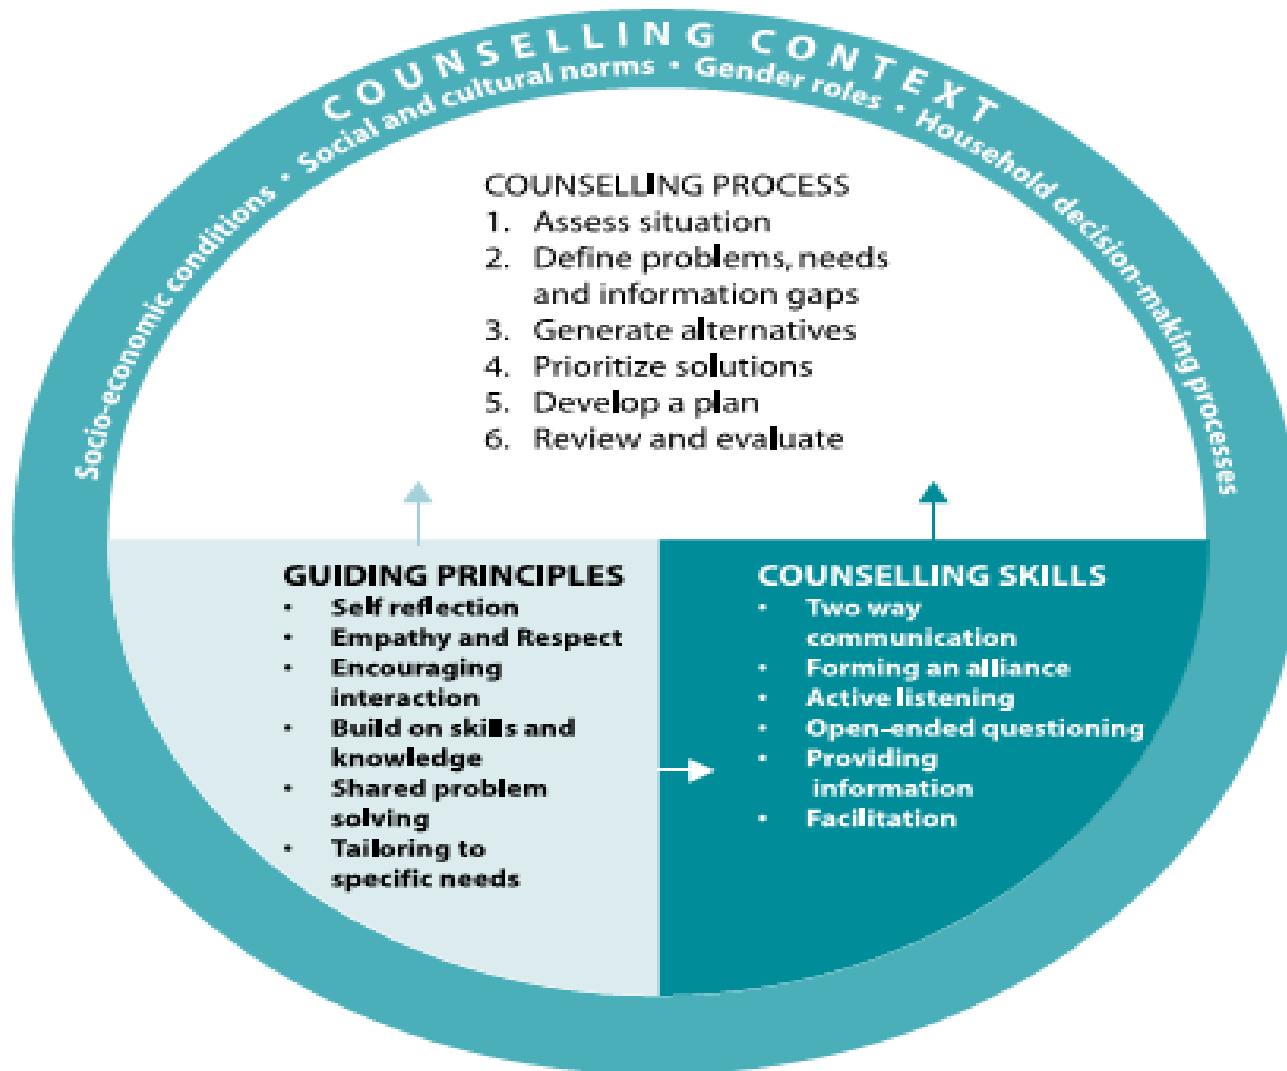 COUNSELLING CONTEXT
Socio-economic conditions • Social and cultural norms • Gender roles • Household decision-making processes
COUNSELLING PROCESS
1. Assess situation
2. Define problems, needs
and information gaps
3. Generate alternatives
4. Prioritize solutions
5. Develop a plan
6. Review and evaluate
GUIDING PRINCIPLES
• Self reflection
• Empathy and Respect
• Encouraging
interaction
• Build on skills and
knowledge
• Shared problem
solving
• Tailoring to
specific needs
COUNSELLING SKILLS
• Two way
communication
• Forming an alliance
• Active listening
• Open-ended questioning
• Providing
information
• Facilitation